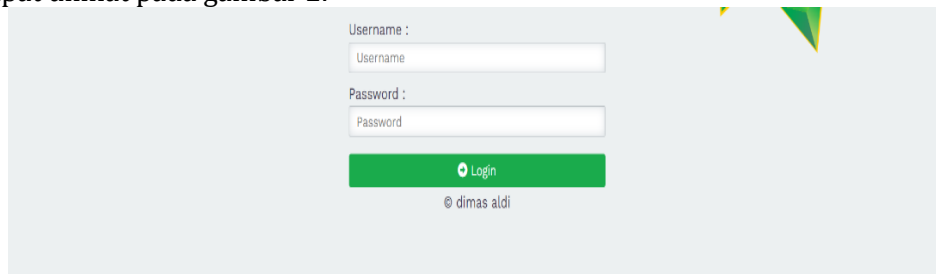 Username :
Username
Password :
Password
Login
© dimas aldi